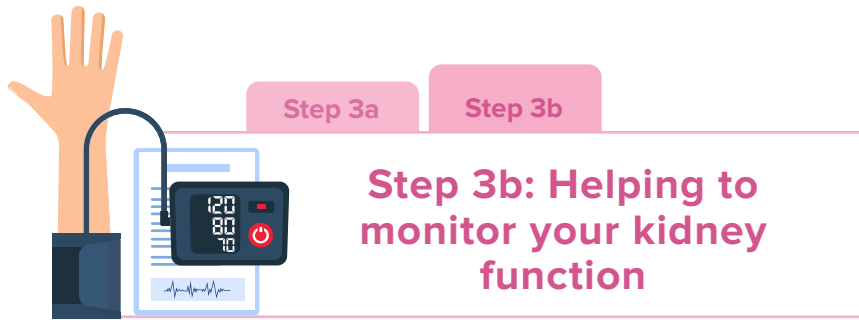 Step 3a
Step 3b
120
80
70
Step 3b: Helping to
monitor your kidney
function